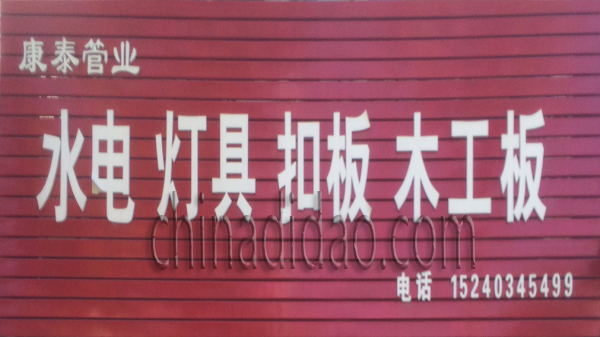 康泰管业
水电 灯具 扣板 木工板
chinadidao.com
电话 15240345499